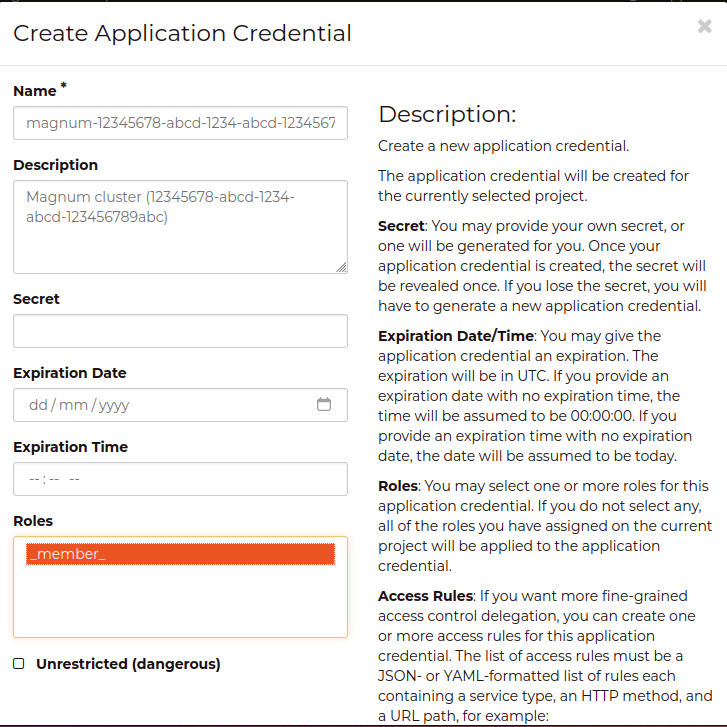 Create Application Credential
Name *
magnum-12345678-abcd-1234-abcd-1234567
Description
Magnum cluster (12345678-abcd-1234-
abcd-123456789abc)
Secret
Expiration Date
dd / mm / yyyy
Expiration Time
-- : -- --
Roles
_member_
Unrestricted (dangerous)
Description:
Create a new application credential.
The application credential will be created for
the currently selected project.
Secret: You may provide your own secret, or
one will be generated for you. Once your
application credential is created, the secret will
be revealed once. If you lose the secret, you will
have to generate a new application credential.
Expiration Date/Time: You may give the
application credential an expiration. The
expiration will be in UTC. If you provide an
expiration date with no expiration time, the
time will be assumed to be 00:00:00. If you
provide an expiration time with no expiration
date, the date will be assumed to be today.
Roles: You may select one or more roles for this
application credential. If you do not select any,
all of the roles you have assigned on the current
project will be applied to the application
credential.
Access Rules: If you want more fine-grained
access control delegation, you can create one
or more access rules for this application
credential. The list of access rules must be a
JSON- or YAML-formatted list of rules each
containing a service type, an HTTP method, and
a URL path, for example: